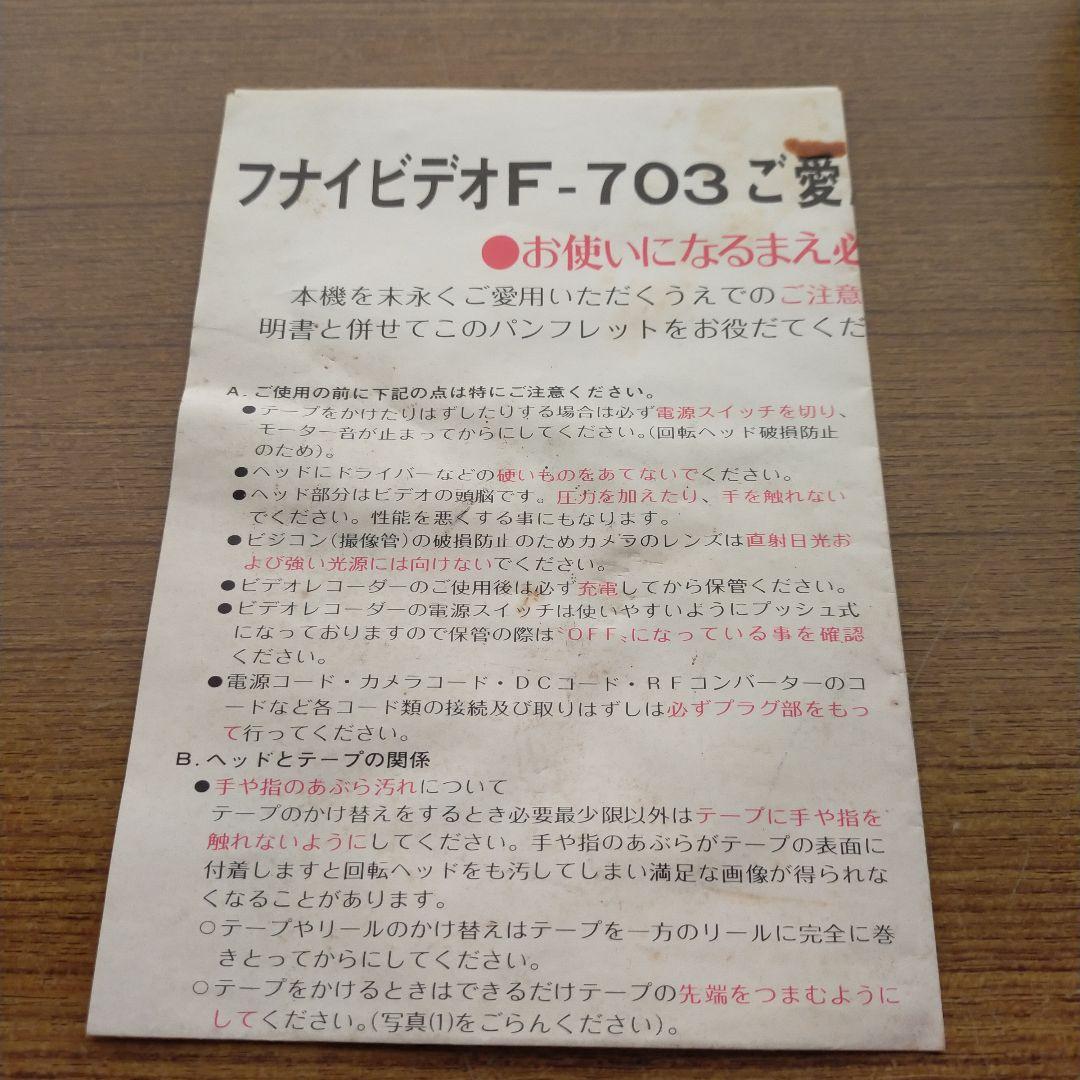 フナイビデオF-703ご愛
●お使いになるまえ必
本機を末永くご愛用いただくうえでのご注意
明書と併せてこのパンフレットをお役だてくだ
A. ご使用の前に下記の点は特にご注意ください。
●テープをかけたりはずしたりする場合は必ず電源スイッチを切り、
モーター音が止まってからにしてください。(回転ヘッド破損防止
のため)。
●ヘッドにドライバーなどの硬いものをあてないでください。
●ヘッド部分はビデオの頭脳です。圧力を加えたり、手を触れない
でください。性能を悪くする事にもなります。
●ビジコン(撮像管)の破損防止のためカメラのレンズは直射日光お
よび強い光源には向けないでください。
●ビデオレコーダーのご使用後は必ず充電してから保管ください。
●ビデオレコーダーの電源スイッチは使いやすいようにプッシュ式
になっておりますので保管の際は〝OFF〟になっている事を確認
ください。
●電源コード・カメラコード・DCコード・RFコンバーターのコ
ードなど各コード類の接続及び取りはずしは必ずプラグ部をもっ
て行ってください。
B. ヘッドとテープの関係
●手や指のあぶら汚れについて
テープのかけ替えをするとき必要最少限以外はテープに手や指を
触れないようにしてください。手や指のあぶらがテープの表面に
付着しますと回転ヘッドをも汚してしまい満足な画像が得られな
くなることがあります。
○テープやリールのかけ替えはテープを一方のリールに完全に巻
きとってからにしてください。
○テープをかけるときはできるだけテープの先端をつまむように
してください。(写真(1)をごらんください)。